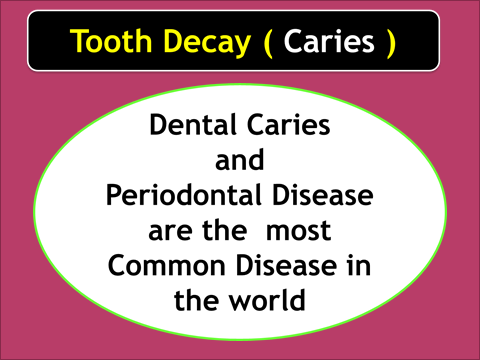 Tooth Decay ( Caries )
Dental Caries
and
Periodontal Disease
are the  most
Common Disease in
the world